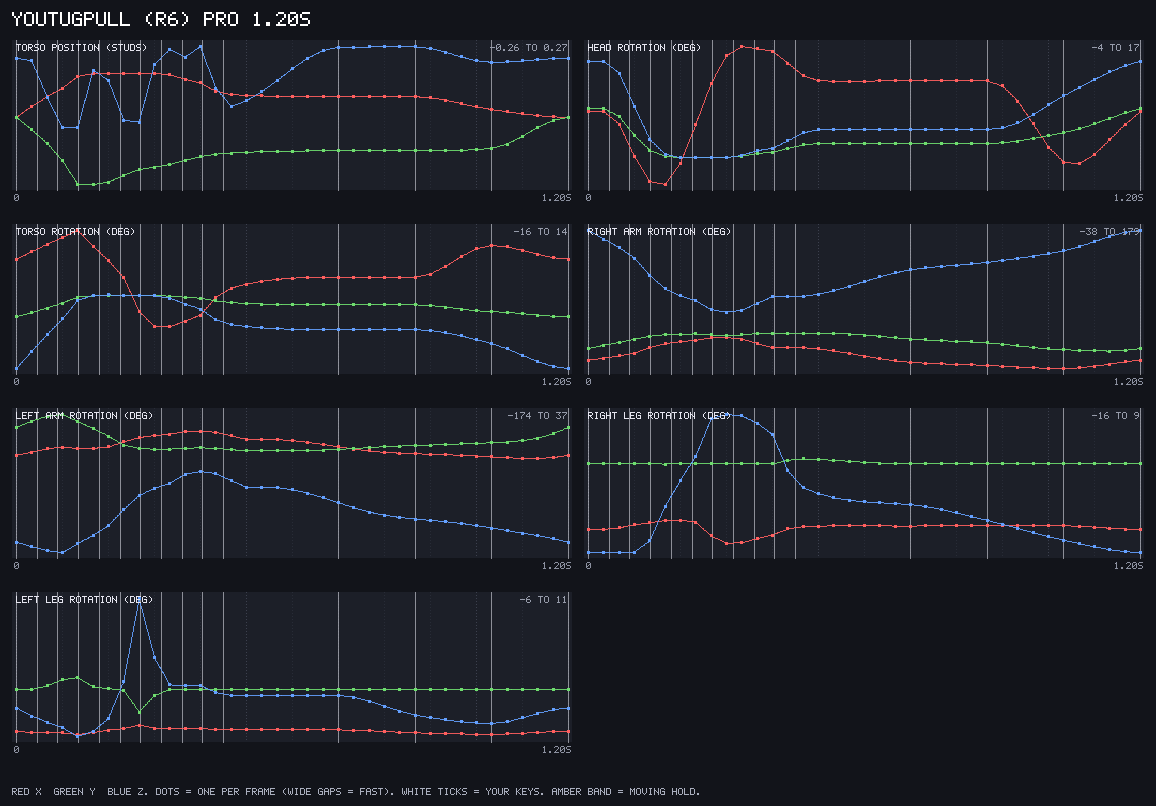 YOUTUGPULL (R6) PRO 1.20S
TORSO POSITION (STUDS) -0.26 TO 0.27
0 1.20S
HEAD ROTATION (DEG) -4 TO 17
0 1.20S
TORSO ROTATION (DEG) -16 TO 14
0 1.20S
RIGHT ARM ROTATION (DEG) -38 TO 179
0 1.20S
LEFT ARM ROTATION (DEG) -174 TO 37
0 1.20S
RIGHT LEG ROTATION (DEG) -16 TO 9
0 1.20S
LEFT LEG ROTATION (DEG) -6 TO 11
0 1.20S
RED X GREEN Y BLUE Z. DOTS = ONE PER FRAME (WIDE GAPS = FAST). WHITE TICKS = YOUR KEYS. AMBER BAND = MOVING HOLD.